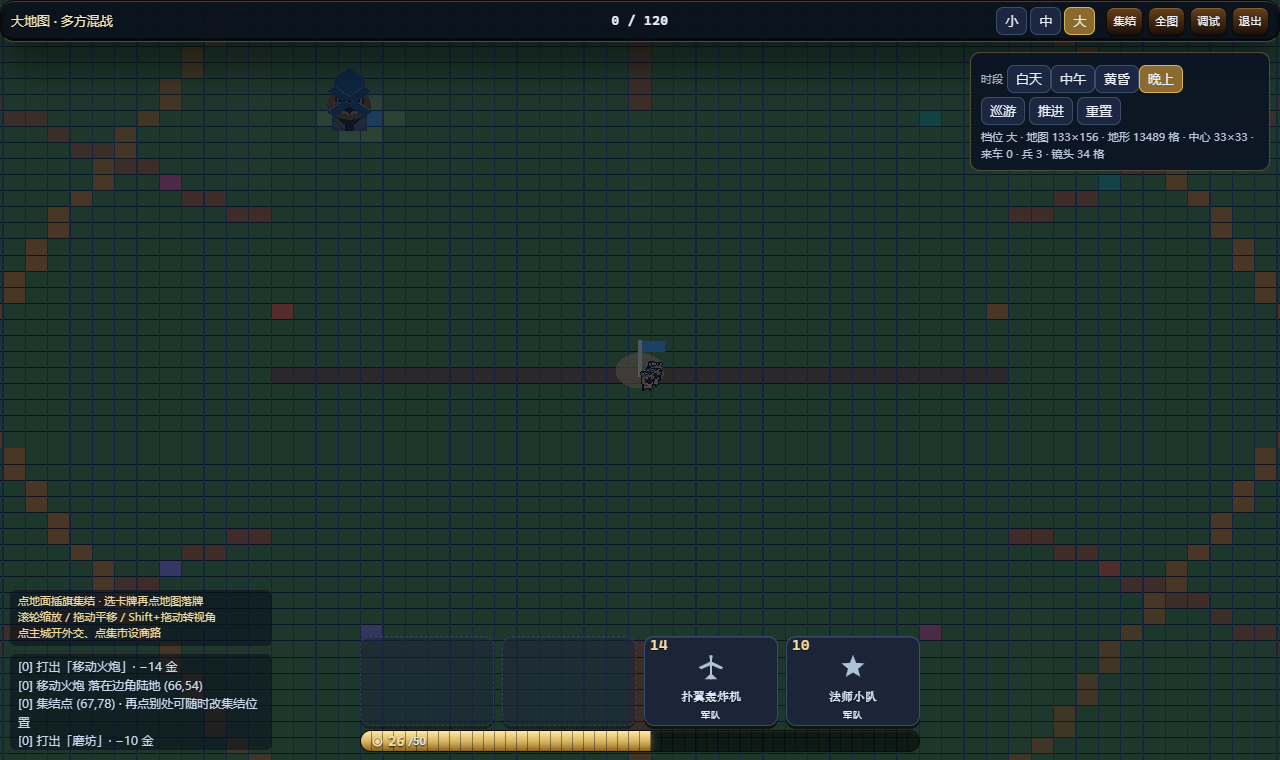 大地图 · 多方混战
0 / 120
小 中 大 集结 全图 调试 退出
时段 白天 中午 黄昏 晚上
巡游 推进 重置
档位 大 · 地图 133×156 · 地形 13489 格 · 中心 33×33 ·
来车 0 · 兵 3 · 镜头 34 格
点地面插旗集结 · 选卡牌再点地图落牌
滚轮缩放 / 拖动平移 / Shift+拖动转视角
点主城开外交、点集市设商路
[0] 打出「移动火炮」· −14 金
[0] 移动火炮 落在边角陆地 (66,54)
[0] 集结点 (67,78) · 再点别处可随时改集结位
置
[0] 打出「磨坊」· −10 金
14
扑翼轰炸机
军队
10
法师小队
军队
26 /50